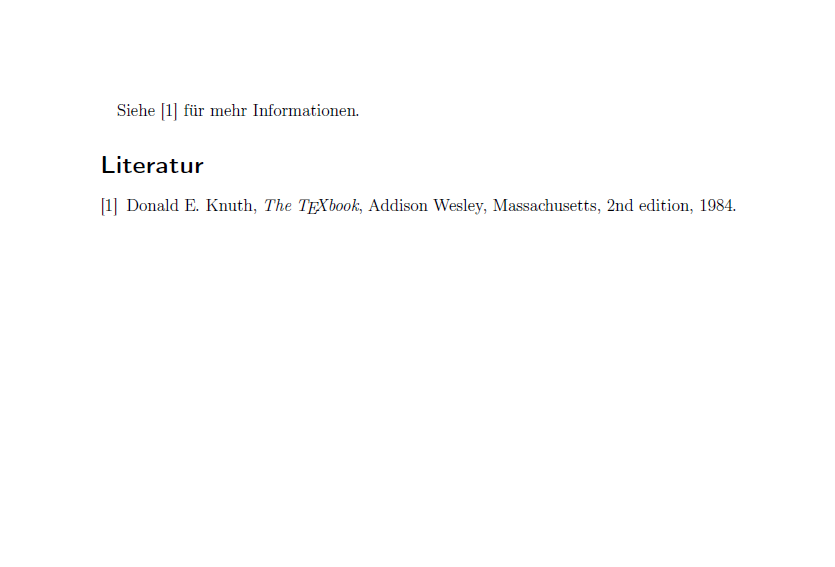 Siehe [1] für mehr Informationen.
Literatur
[1] Donald E. Knuth, The TEXbook, Addison Wesley, Massachusetts, 2nd edition, 1984.